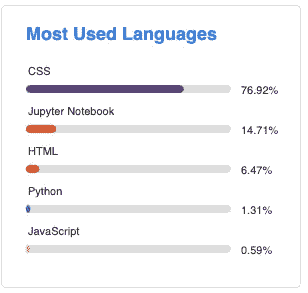 Most Used Languages
CSS
76.92%
Jupyter Notebook
14.71%
HTML
6.47%
Python
1.31%
JavaScript
0.59%